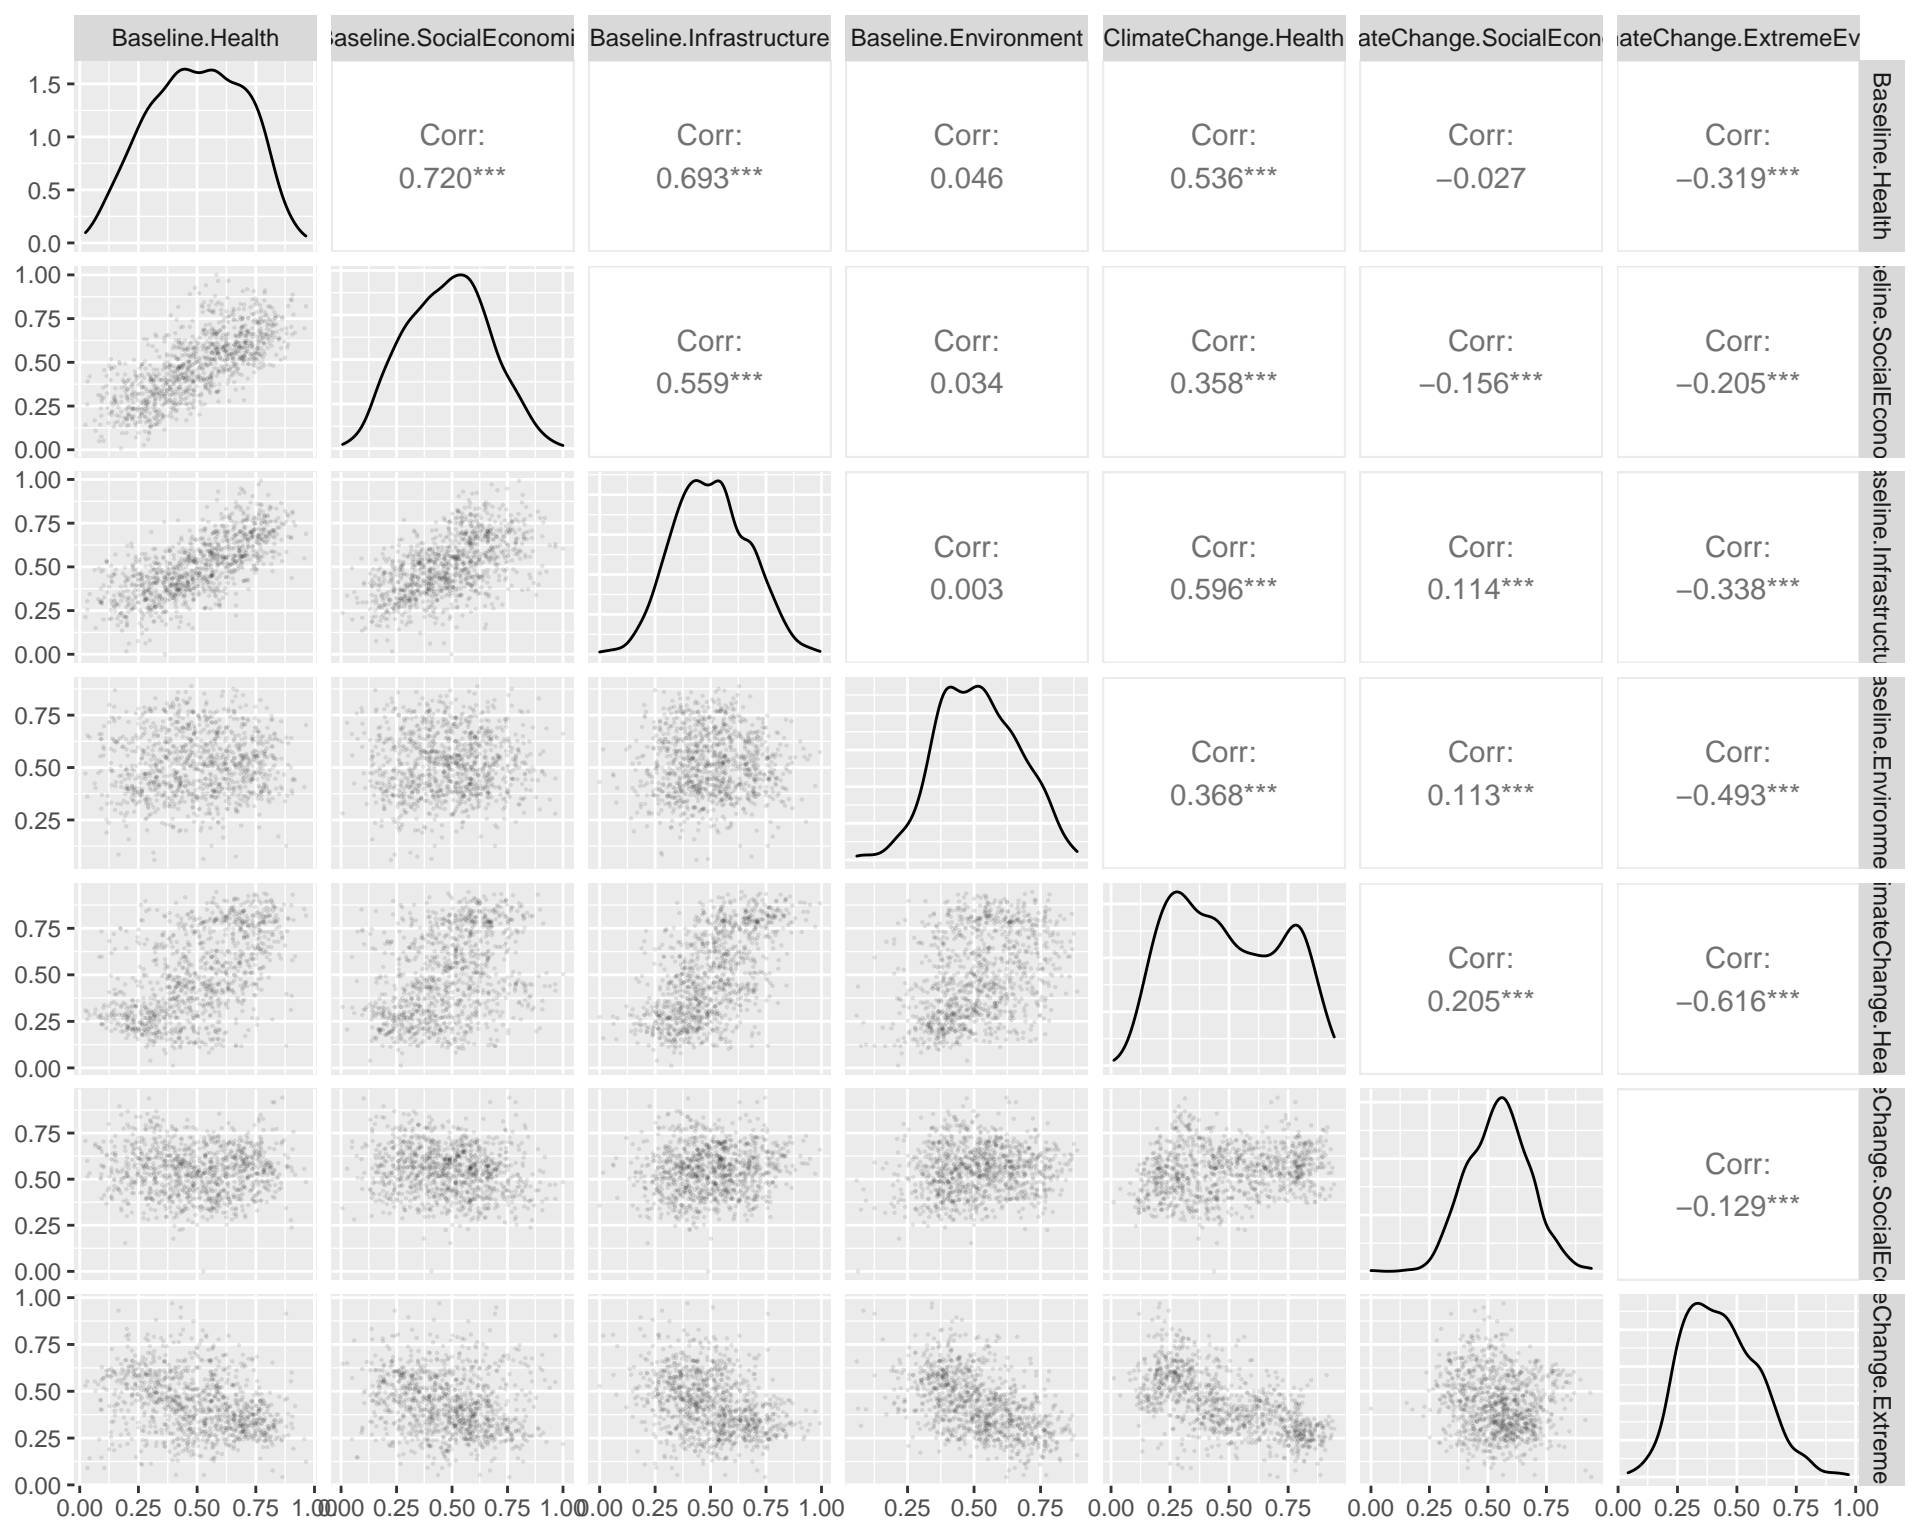 Baseline.Health
Baseline.SocialEconomi
Baseline.Infrastructure
Baseline.Environment
ClimateChange.Health
ateChange.SocialEcon
ateChange.ExtremeEv
1.5
1.0
0.5
0.0
Corr:
0.720***
Corr:
0.693***
Corr:
0.046
Corr:
0.536***
Corr:
−0.027
Corr:
−0.319***
Baseline.Health
1.00
0.75
0.50
0.25
0.00
Corr:
0.559***
Corr:
0.034
Corr:
0.358***
Corr:
−0.156***
Corr:
−0.205***
seline.SocialEcono
1.00
0.75
0.50
0.25
0.00
Corr:
0.003
Corr:
0.596***
Corr:
0.114***
Corr:
−0.338***
aseline.Infrastructu
0.75
0.50
0.25
Corr:
0.368***
Corr:
0.113***
Corr:
−0.493***
aseline.Environme
0.75
0.50
0.25
0.00
Corr:
0.205***
Corr:
−0.616***
imateChange.Hea
0.75
0.50
0.25
0.00
Corr:
−0.129***
eChange.SocialEco
1.00
0.75
0.50
0.25
0.00
eChange.Extreme
0.00 0.25 0.50 0.75 1.00
0.00 0.25 0.50 0.75 1.00
0.00 0.25 0.50 0.75 1.00
0.25 0.50 0.75
0.00 0.25 0.50 0.75
0.00 0.25 0.50 0.75
0.00 0.25 0.50 0.75 1.00